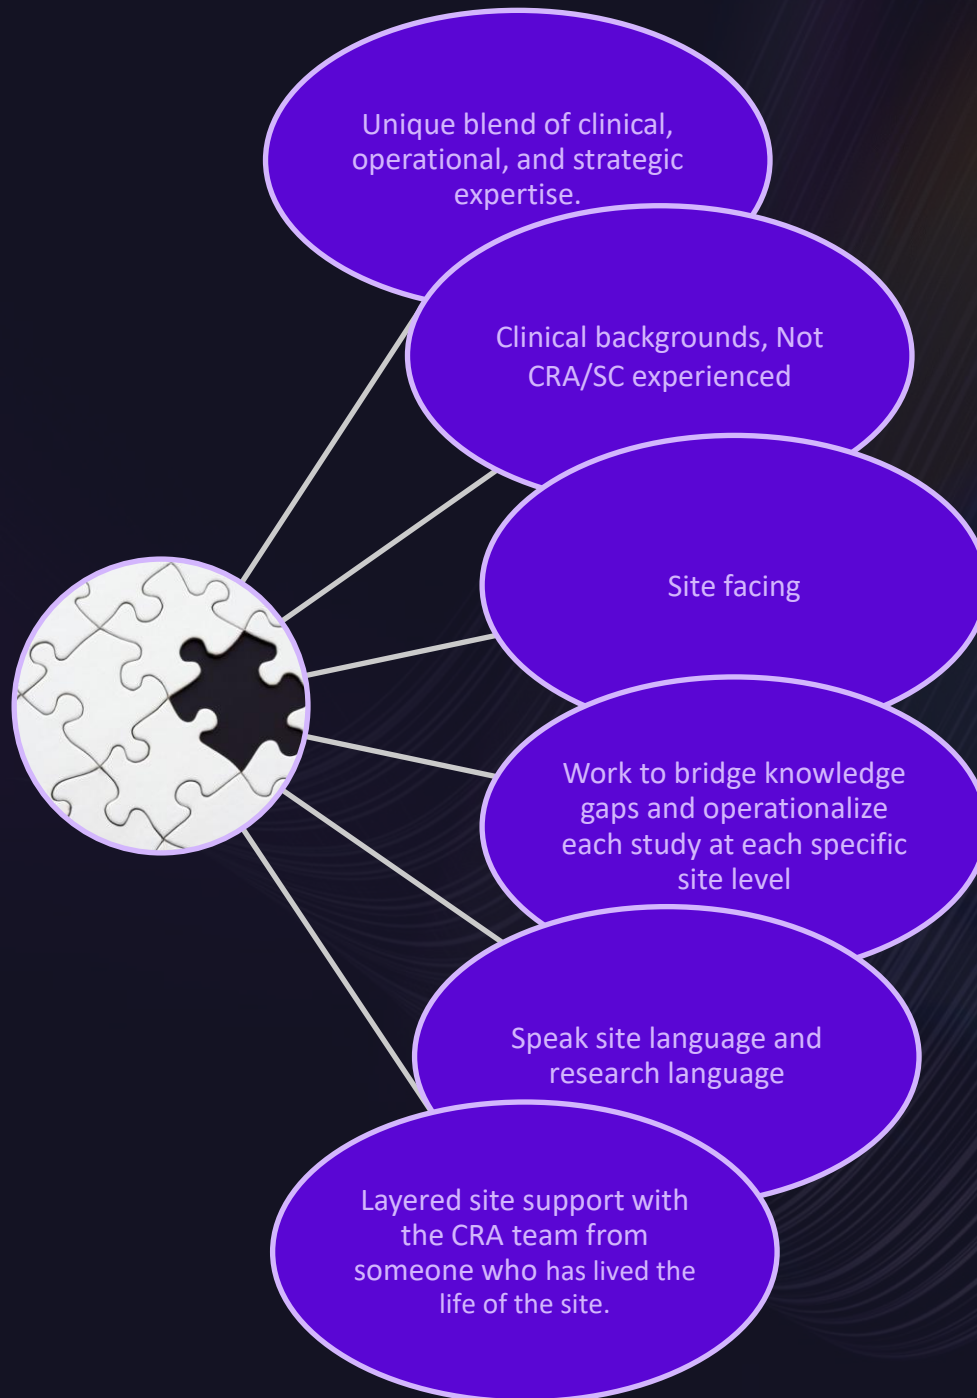 Unique blend of clinical,
operational, and strategic
expertise.
Clinical backgrounds, Not
CRA/SC experienced
Site facing
Work to bridge knowledge
gaps and operationalize
each study at each specific
site level
Speak site language and
research language
Layered site support with
the CRA team from
someone who has lived the
life of the site.